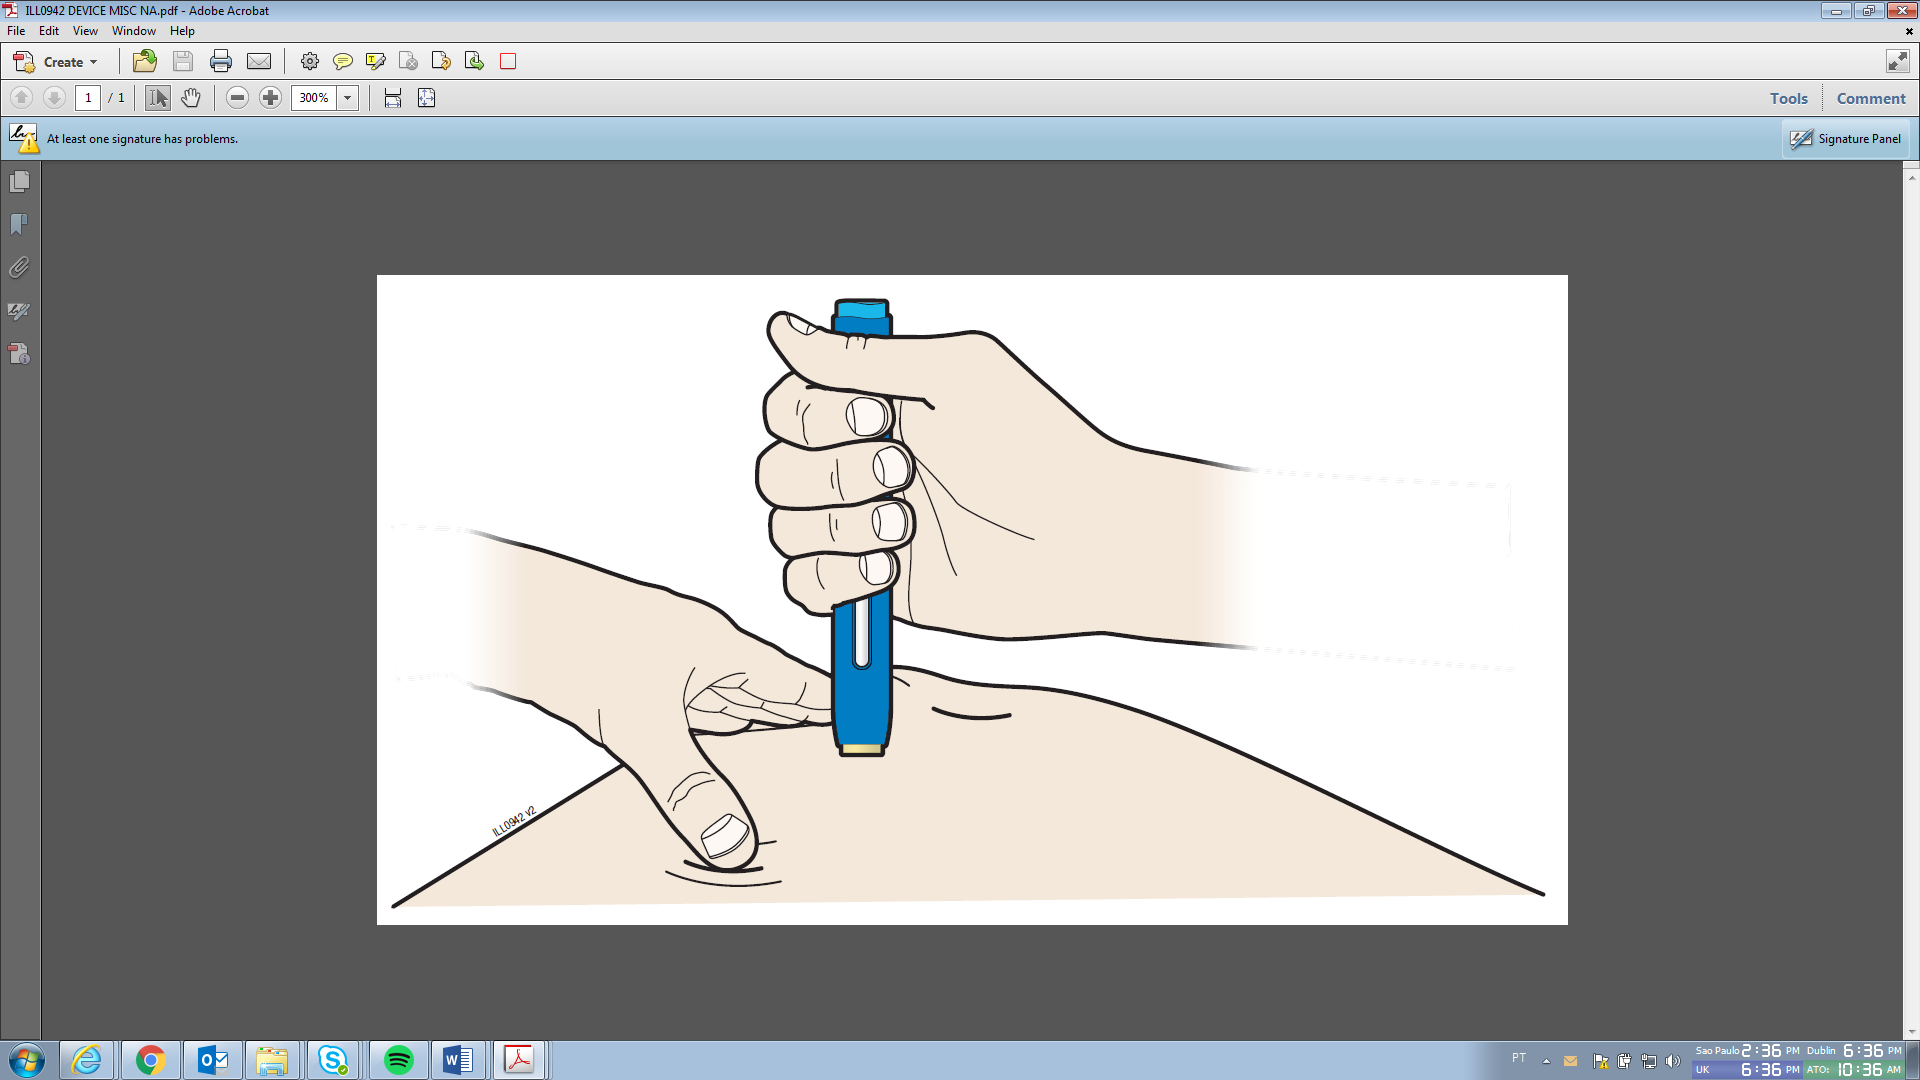 ILL0942 DEVICE MISC NA.pdf - Adobe Acrobat
File Edit View Window Help
Create
1 / 1 300% Tools Comment
At least one signature has problems. Signature Panel
ILL0942 v2
PT
Sao Paulo 2:36 PM Dublin 6:36 PM
UK 6:36 PM ATO: 10:36 AM